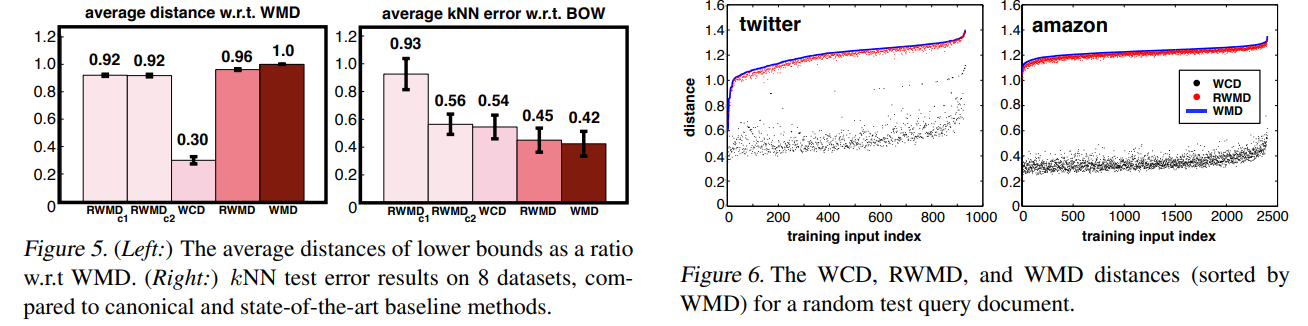 average distance w.r.t. WMD
1.2
1.0
0.8
0.6
0.4
0.2
0
0.92
0.92
0.30
0.96
1.0
RWMD c1
RWMD c2
WCD
RWMD
WMD
average kNN error w.r.t. BOW
1.2
1.0
0.8
0.6
0.4
0.2
0
0.93
0.56
0.54
0.45
0.42
RWMD c1
RWMD c2
WCD
RWMD
WMD
Figure 5. (Left:) The average distances of lower bounds as a ratio
w.r.t WMD. (Right:) kNN test error results on 8 datasets, com-
pared to canonical and state-of-the-art baseline methods.
twitter
distance
1.6
1.4
1.2
1.0
0.8
0.6
0.4
0.2
0
0
200
400
600
800
1000
training input index
amazon
1.6
1.4
1.2
1.0
0.8
0.6
0.4
0.2
0
WCD
RWMD
WMD
0
500
1000
1500
2000
2500
training input index
Figure 6. The WCD, RWMD, and WMD distances (sorted by
WMD) for a random test query document.